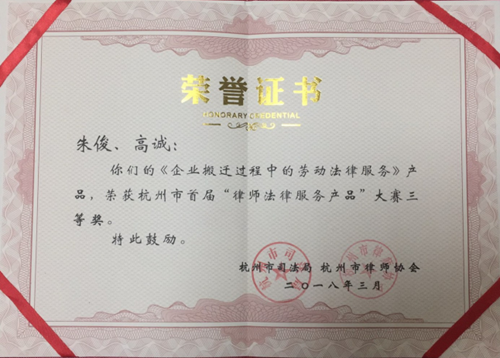 荣誉证书
HONORARY CREDENTIAL
朱俊、高诚：
你们的《企业搬迁过程中的劳动法律服务》产
品，荣获杭州市首届“律师法律服务产品”大赛三
等奖。
特此鼓励。
杭州市司法局 杭州市律师协会
二〇一八年三月